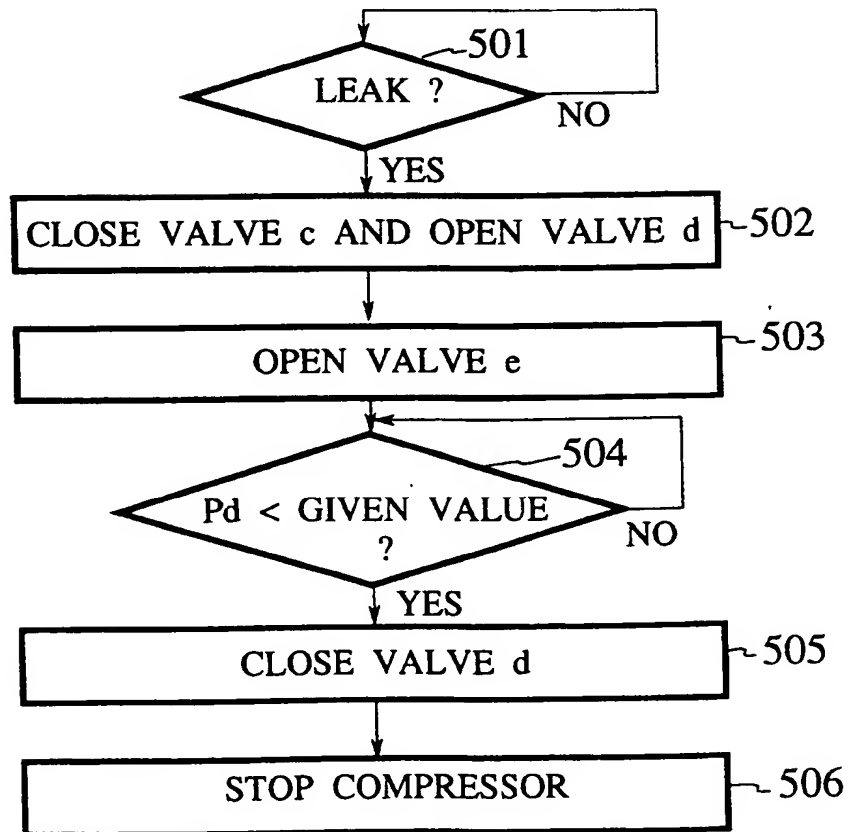 501
LEAK ?
NO
YES
CLOSE VALVE c AND OPEN VALVE d
502
OPEN VALVE e
503
504
Pd < GIVEN VALUE
?
NO
YES
CLOSE VALVE d
505
STOP COMPRESSOR
506